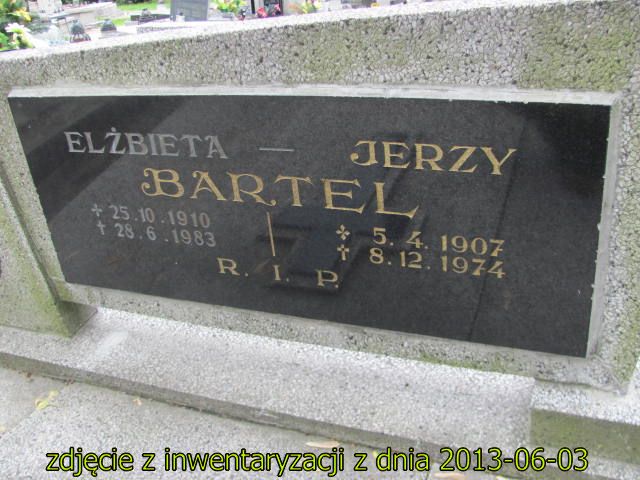 ELŻBIETA — JERZY
BARTEL
25.10.1910 5.4.1907
† 28.6.1983 † 8.12.1974
R. I. P.
zdjęcie z inwentaryzacji z dnia 2013-06-03